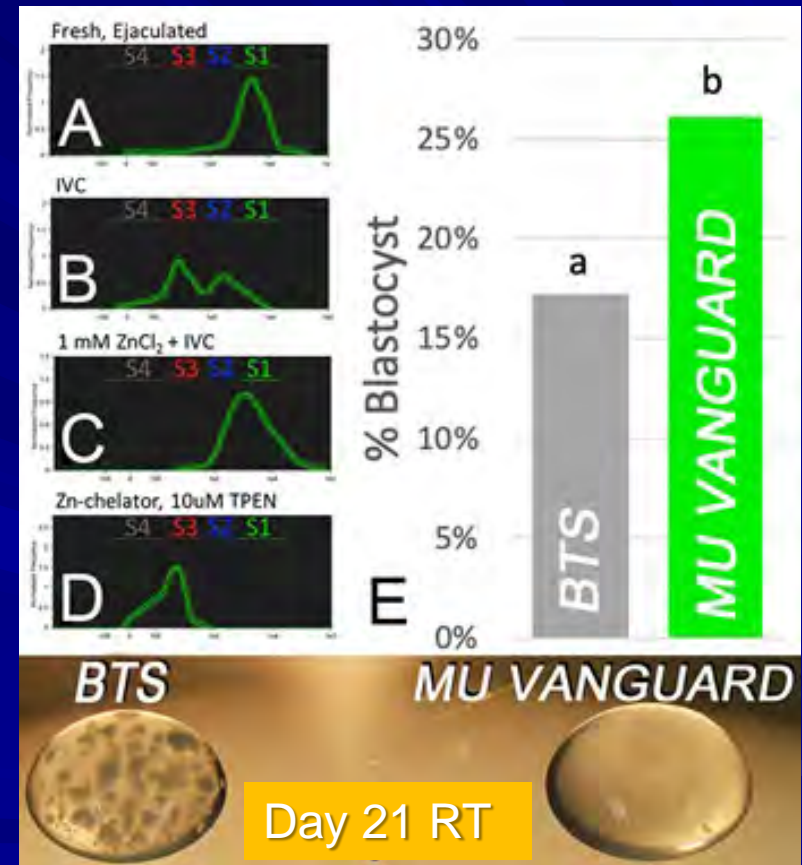 Fresh, Ejaculated
S4 S3 S2 S1
A
IVC
S4 S3 S2 S1
B
1 mM ZnCl₂ + IVC
S4 S3 S2 S1
C
Zn-chelator, 10uM TPEN
S4 S3 S2 S1
D
30%
25%
20%
15%
10%
5%
0%
% Blastocyst
a
b
BTS
MU VANGUARD
E
BTS
MU VANGUARD
Day 21 RT